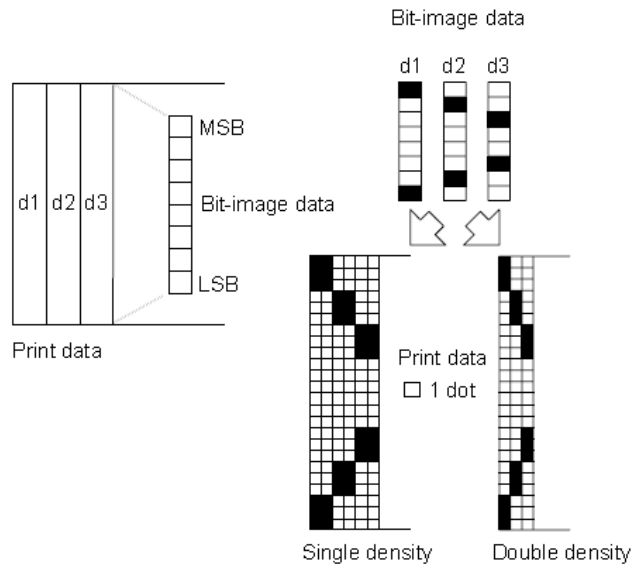 Bit-image data
d1 d2 d3
MSB
d1 d2 d3
Bit-image data
LSB
Print data
Print data
1 dot
Single density
Double density